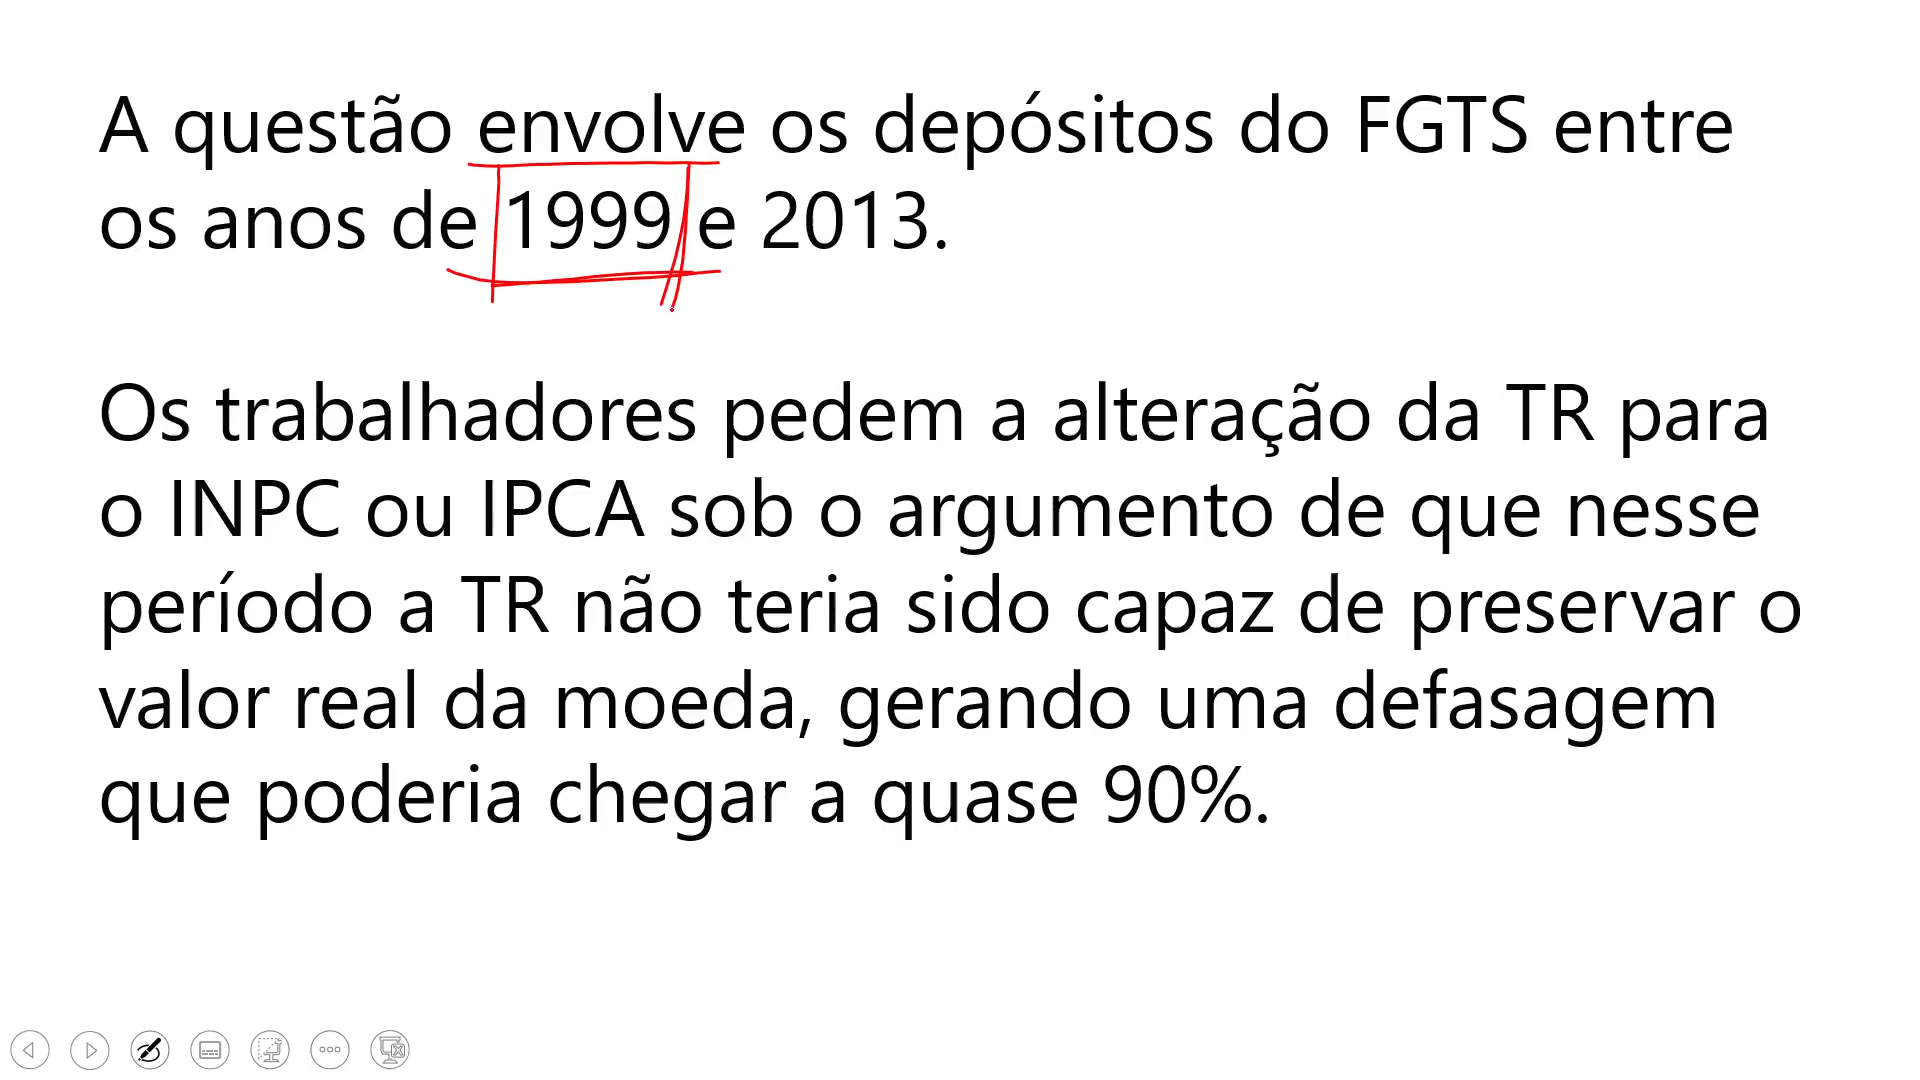 A questão envolve os depósitos do FGTS entre
os anos de 1999 e 2013.
Os trabalhadores pedem a alteração da TR para
o INPC ou IPCA sob o argumento de que nesse
período a TR não teria sido capaz de preservar o
valor real da moeda, gerando uma defasagem
que poderia chegar a quase 90%.